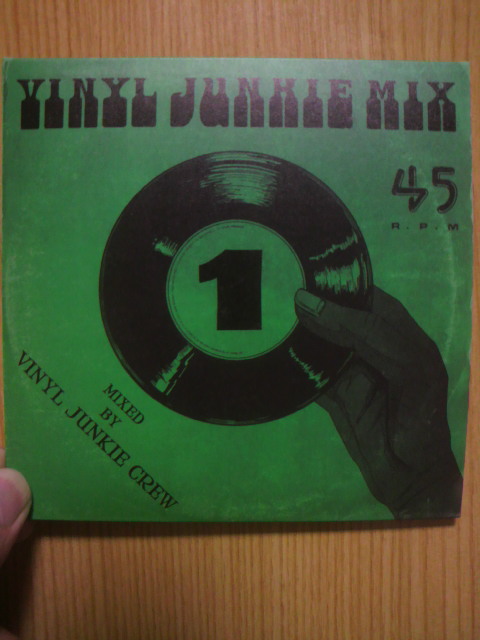 VINYL JUNKIE MIX
45
R.P.M
1
MIXED
BY
VINYL JUNKIE CREW